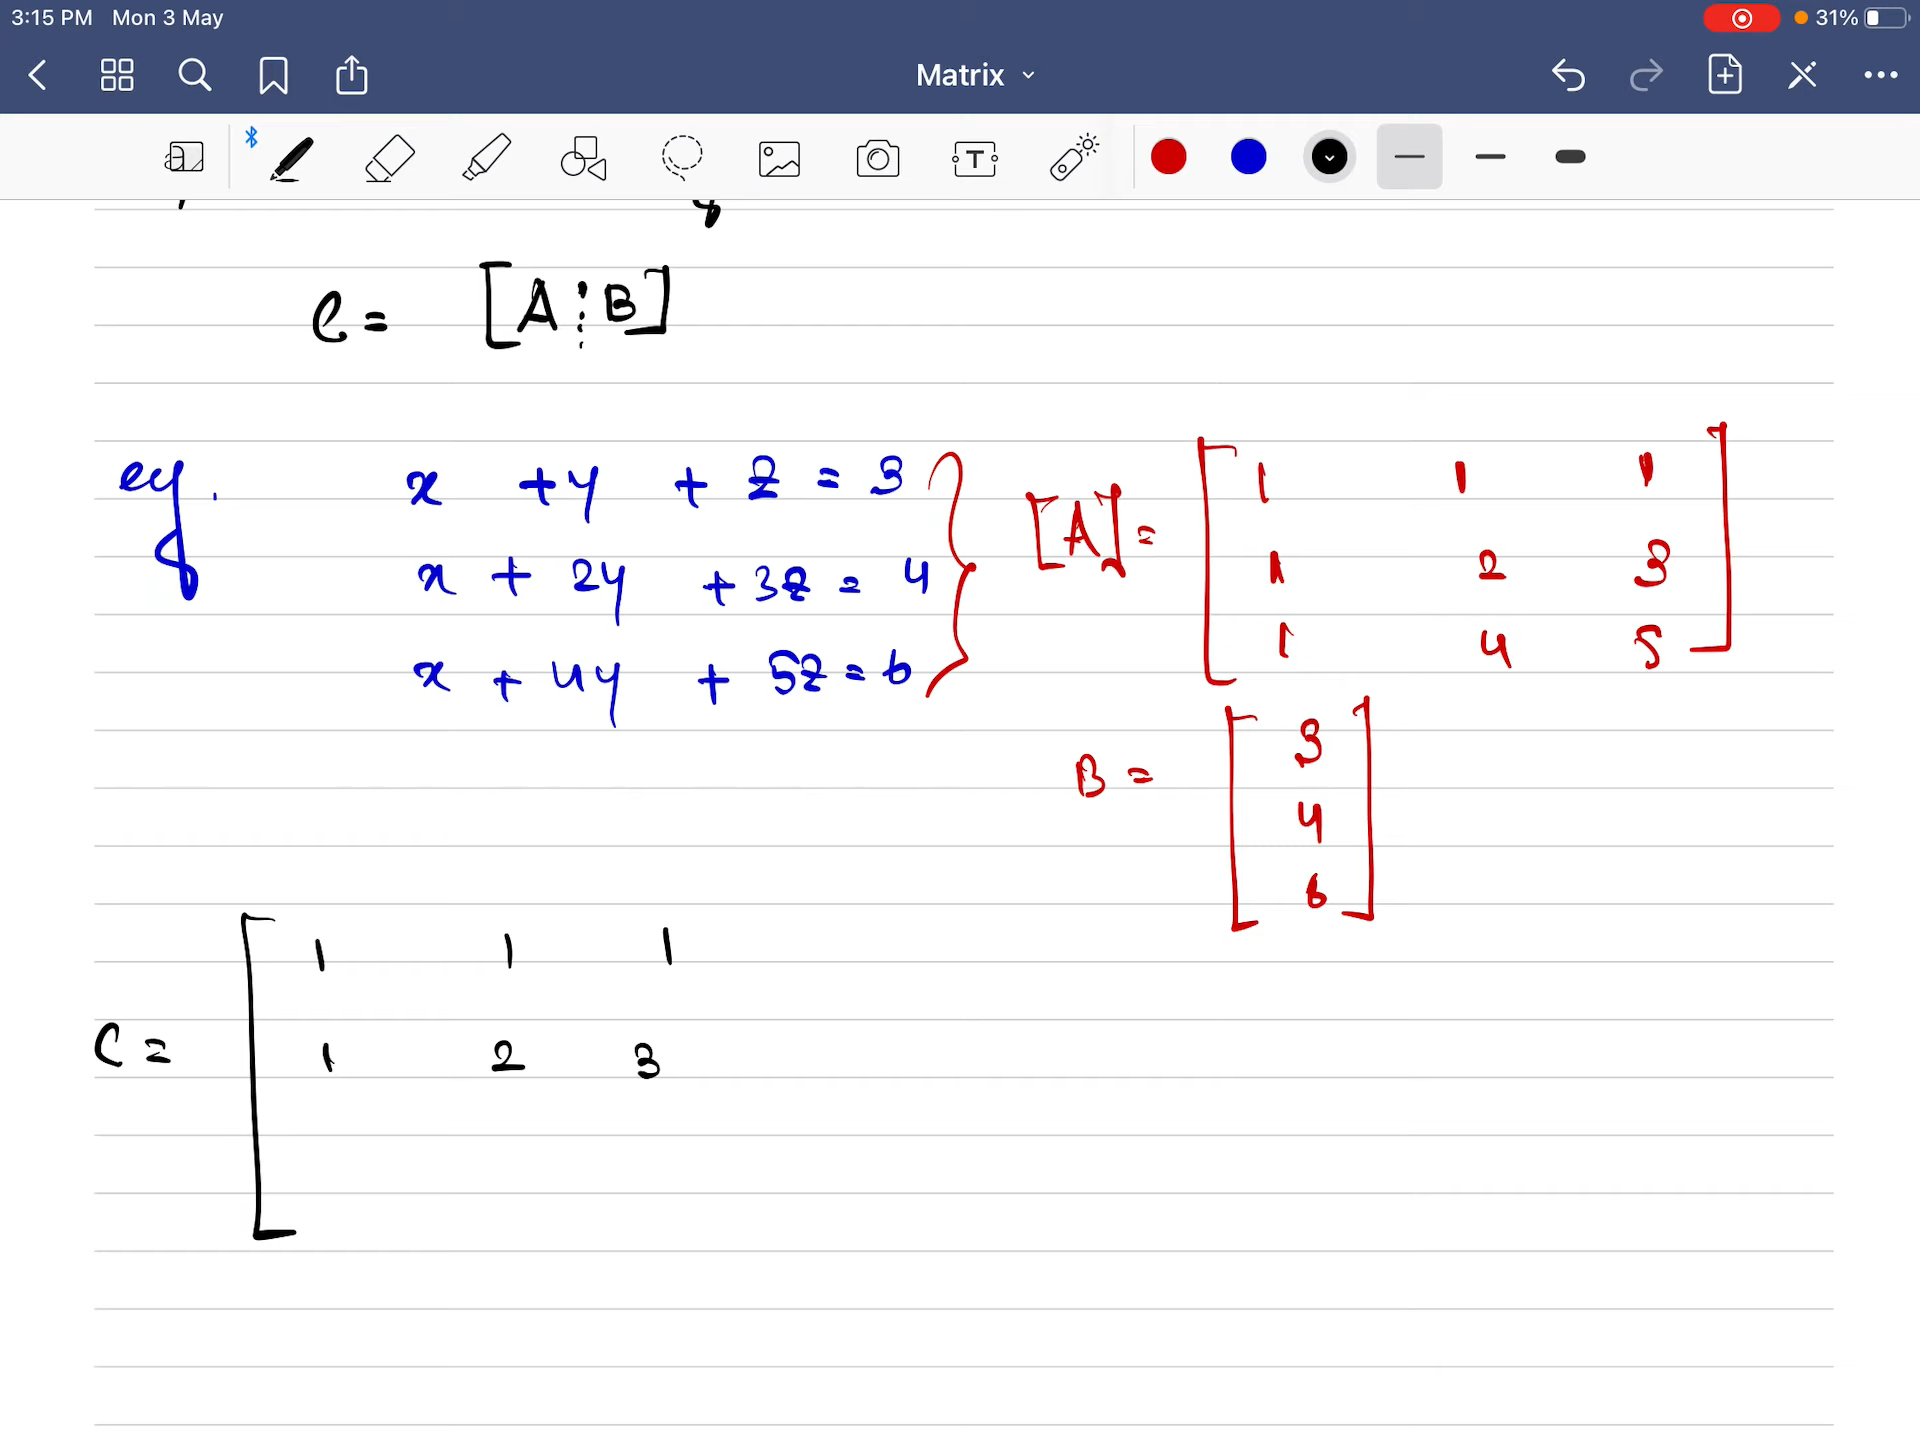 3:15 PM Mon 3 May 31%
Matrix
C = [A ⋮ B]
eg.
x + y + z = 3
x + 2y + 3z = 4
x + 4y + 5z = 6
[A] =
1 1 1
1 2 3
1 4 5
B =
3
4
6
C =
1 1 1
1 2 3